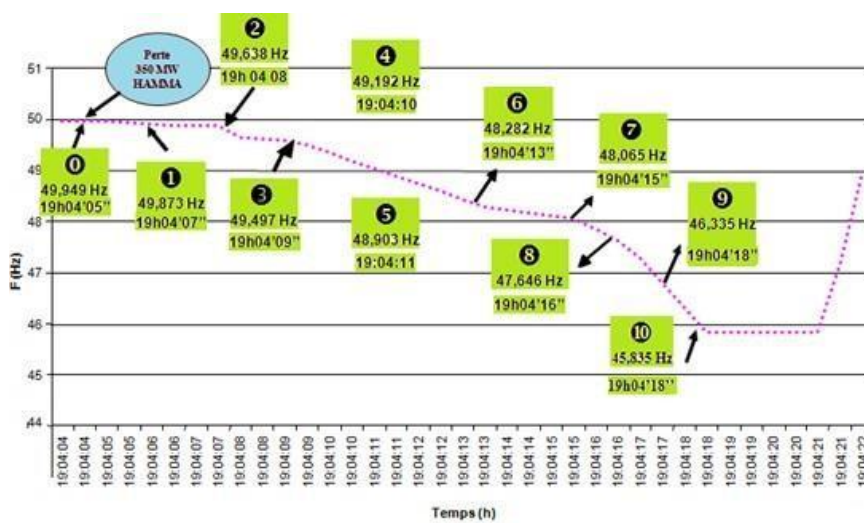 Perte
350 MW
HAMMA
❷
49,638 Hz
19h 04 08
❹
49,192 Hz
19:04:10
❻
48,282 Hz
19h04'13"
❼
48,065 Hz
19h04'15"
⓿
49,949 Hz
19h04'05"
❶
49,873 Hz
19h04'07"
❸
49,497 Hz
19h04'09"
❺
48,903 Hz
19:04:11
❽
47,646 Hz
19h04'16"
❾
46,335 Hz
19h04'18"
❿
45,835 Hz
19h04'18"
F (Hz)
51
50
49
48
47
46
45
44
19:04:04
19:04:04
19:04:05
19:04:05
19:04:06
19:04:06
19:04:07
19:04:07
19:04:08
19:04:08
19:04:09
19:04:09
19:04:10
19:04:10
19:04:11
19:04:11
19:04:12
19:04:12
19:04:13
19:04:13
19:04:14
19:04:14
19:04:15
19:04:15
19:04:16
19:04:16
19:04:17
19:04:17
19:04:18
19:04:18
19:04:19
19:04:19
19:04:20
19:04:20
19:04:21
19:04:21
19:04:22
Temps (h)